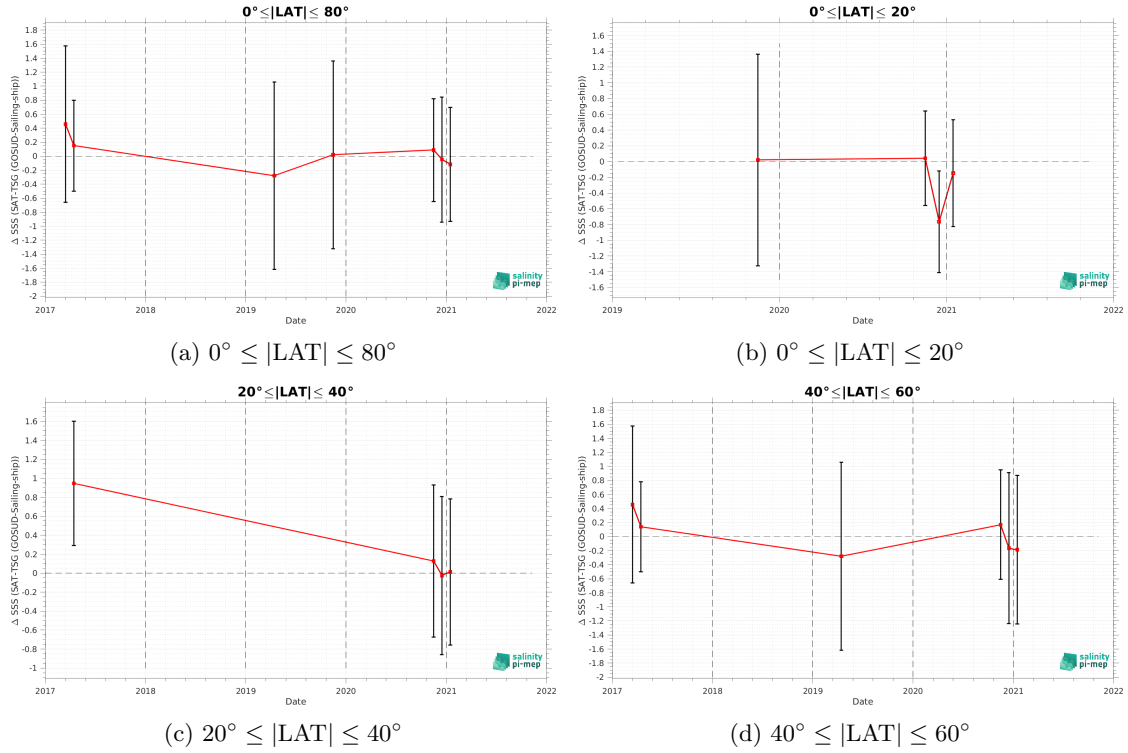 0°≤|LAT|≤ 80°
1.8
1.6
1.4
1.2
1
0.8
0.6
0.4
0.2
0
-0.2
-0.4
-0.6
-0.8
-1
-1.2
-1.4
-1.6
-1.8
-2
Δ SSS (SAT-TSG (GOSUD-Sailing-ship))
salinity
pi-mep
2017 2018 2019 2020 2021 2022
Date
(a) 0° ≤ |LAT| ≤ 80°
0°≤|LAT|≤ 20°
1.6
1.4
1.2
1
0.8
0.6
0.4
0.2
0
-0.2
-0.4
-0.6
-0.8
-1
-1.2
-1.4
-1.6
Δ SSS (SAT-TSG (GOSUD-Sailing-ship))
salinity
pi-mep
2019 2020 2021 2022
Date
(b) 0° ≤ |LAT| ≤ 20°
20°≤|LAT|≤ 40°
1.6
1.4
1.2
1
0.8
0.6
0.4
0.2
0
-0.2
-0.4
-0.6
-0.8
-1
Δ SSS (SAT-TSG (GOSUD-Sailing-ship))
salinity
pi-mep
2017 2018 2019 2020 2021 2022
Date
(c) 20° ≤ |LAT| ≤ 40°
40°≤|LAT|≤ 60°
1.8
1.6
1.4
1.2
1
0.8
0.6
0.4
0.2
0
-0.2
-0.4
-0.6
-0.8
-1
-1.2
-1.4
-1.6
-1.8
-2
Δ SSS (SAT-TSG (GOSUD-Sailing-ship))
salinity
pi-mep
2017 2018 2019 2020 2021 2022
Date
(d) 40° ≤ |LAT| ≤ 60°